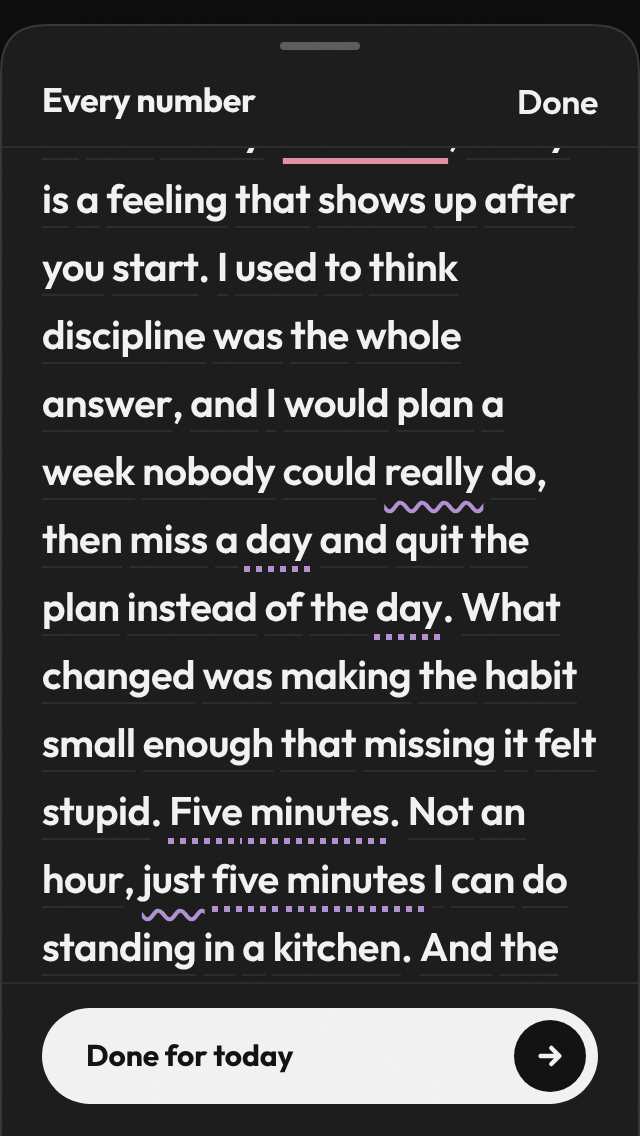 Every number
Done
is a feeling that shows up after
you start. I used to think
discipline was the whole
answer, and I would plan a
week nobody could really do,
then miss a day and quit the
plan instead of the day. What
changed was making the habit
small enough that missing it felt
stupid. Five minutes. Not an
hour, just five minutes I can do
standing in a kitchen. And the
Done for today